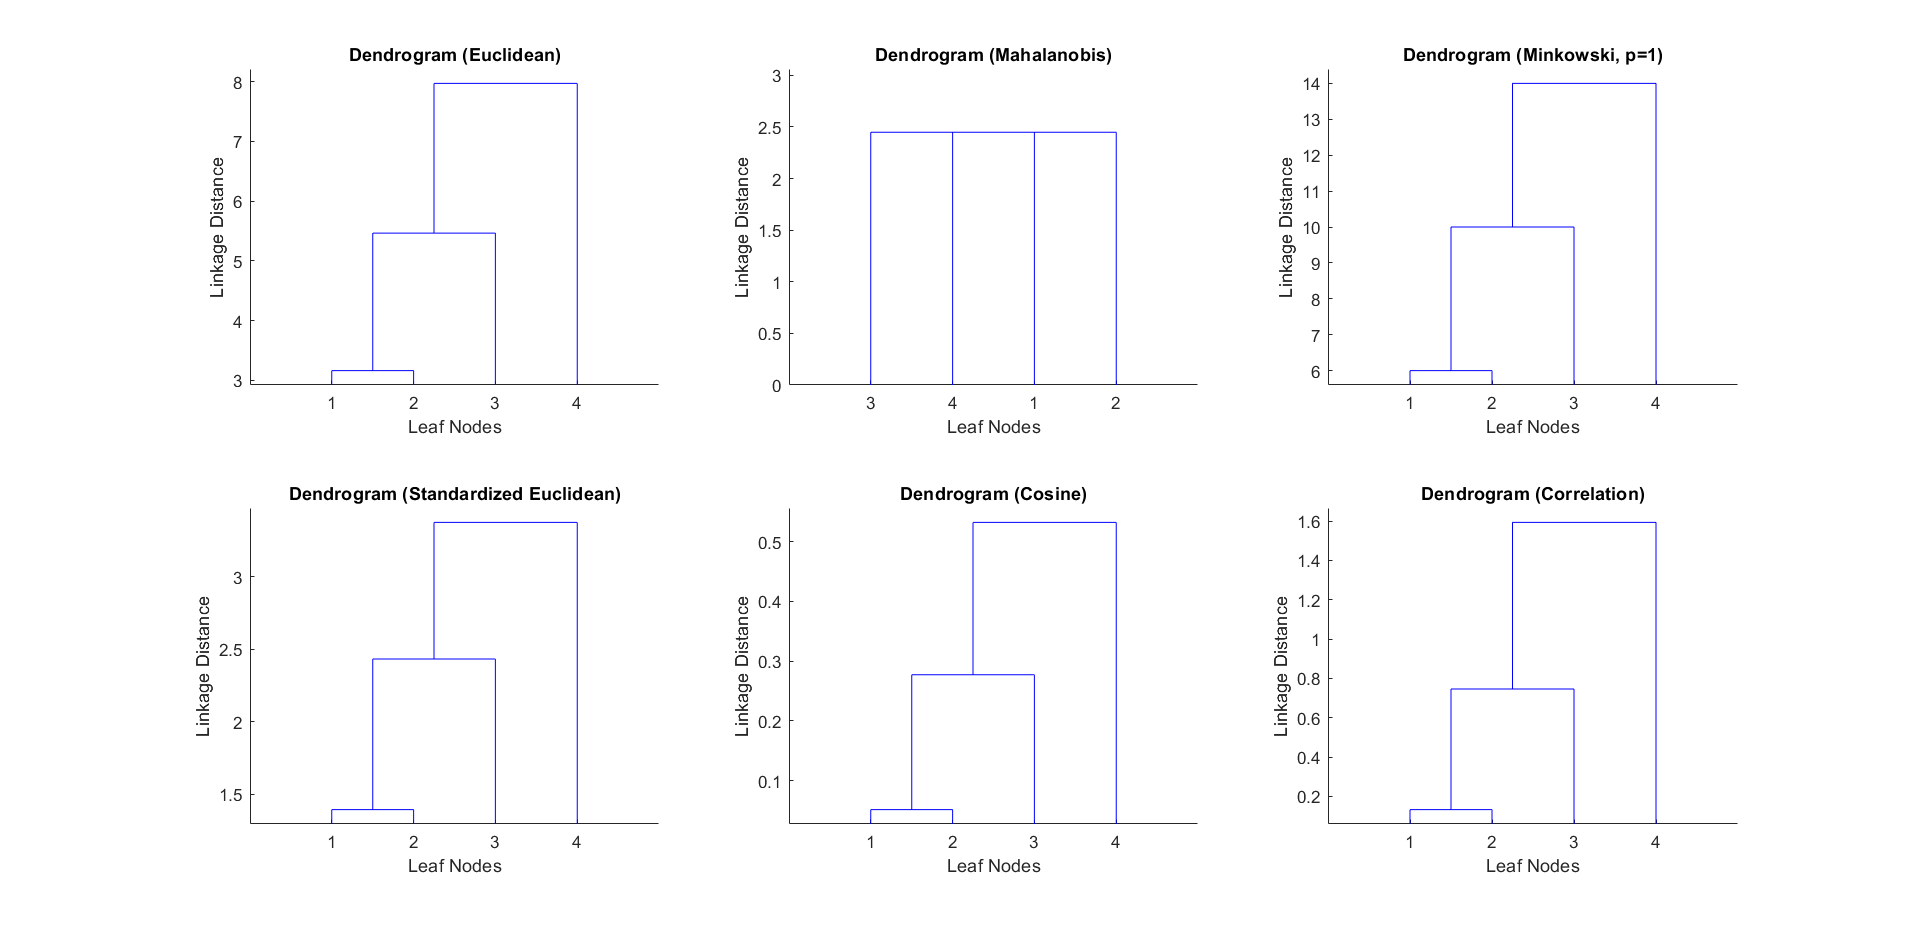 Dendrogram (Euclidean)
8
7
6
5
4
3
Linkage Distance
1 2 3 4
Leaf Nodes
Dendrogram (Mahalanobis)
3
2.5
2
1.5
1
0.5
0
Linkage Distance
3 4 1 2
Leaf Nodes
Dendrogram (Minkowski, p=1)
14
13
12
11
10
9
8
7
6
Linkage Distance
1 2 3 4
Leaf Nodes
Dendrogram (Standardized Euclidean)
3
2.5
2
1.5
Linkage Distance
1 2 3 4
Leaf Nodes
Dendrogram (Cosine)
0.5
0.4
0.3
0.2
0.1
Linkage Distance
1 2 3 4
Leaf Nodes
Dendrogram (Correlation)
1.6
1.4
1.2
1
0.8
0.6
0.4
0.2
Linkage Distance
1 2 3 4
Leaf Nodes